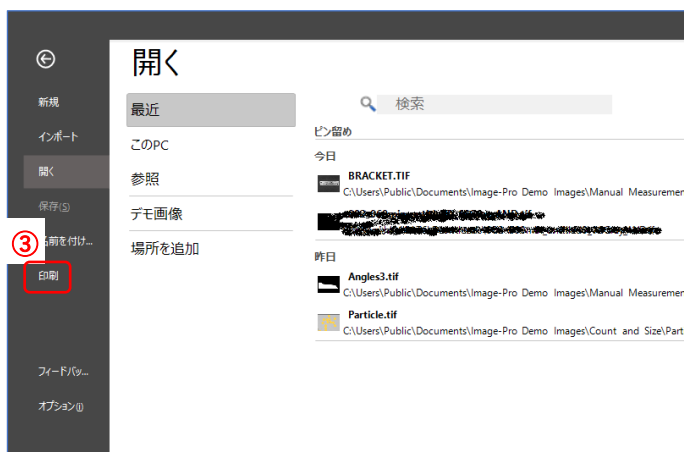 開く
新規
インポート
開く
保存(S)
名前を付け...
③
印刷
フィードバッ...
オプション(I)
最近
このPC
参照
デモ画像
場所を追加
検索
ピン留め
今日
BRACKET.TIF
C:\Users\Public\Documents\Image-Pro Demo Images\Manual Measuremen
昨日
Angles3.tif
C:\Users\Public\Documents\Image-Pro Demo Images\Manual Measuremen
Particle.tif
C:\Users\Public\Documents\Image-Pro Demo Images\Count and Size\Part